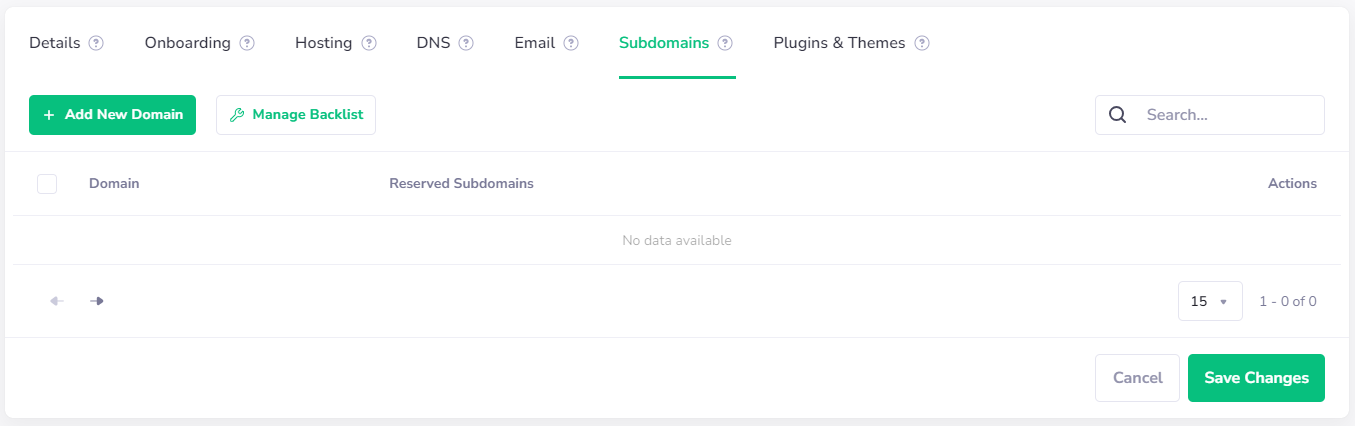 Details Onboarding Hosting DNS Email Subdomains Plugins & Themes
+ Add New Domain Manage Backlist Search...
Domain Reserved Subdomains Actions
No data available
15 1 - 0 of 0
Cancel Save Changes